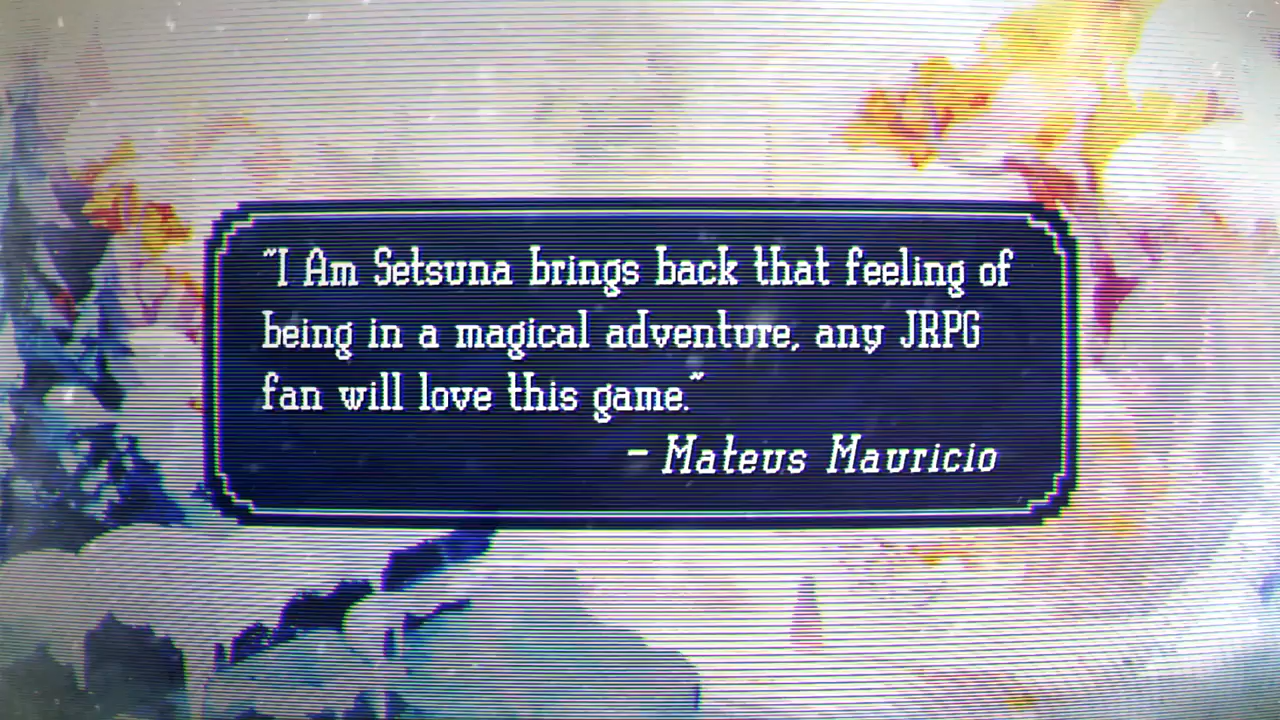 "I Am Setsuna brings back that feeling of
being in a magical adventure, any JRPG
fan will love this game."
- Mateus Mauricio